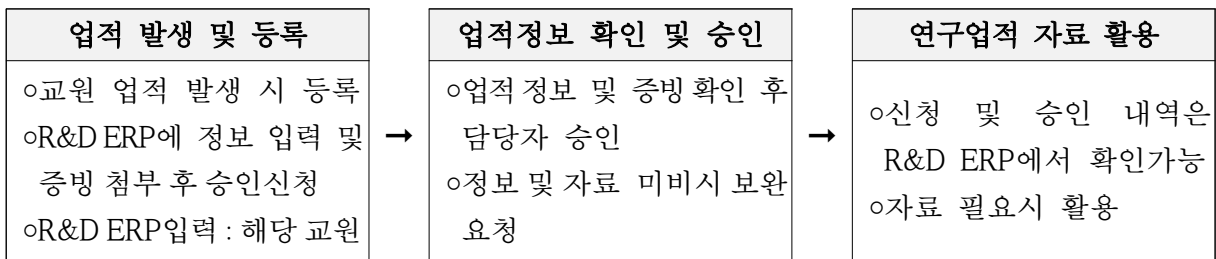 업적 발생 및 등록
○교원 업적 발생 시 등록
○R&D ERP에 정보 입력 및
증빙 첨부 후 승인신청
○R&D ERP입력 : 해당 교원
➞
업적정보 확인 및 승인
○업적 정보 및 증빙 확인 후
담당자 승인
○정보 및 자료 미비시 보완
요청
➞
연구업적 자료 활용
○신청 및 승인 내역은
R&D ERP에서 확인가능
○자료 필요시 활용